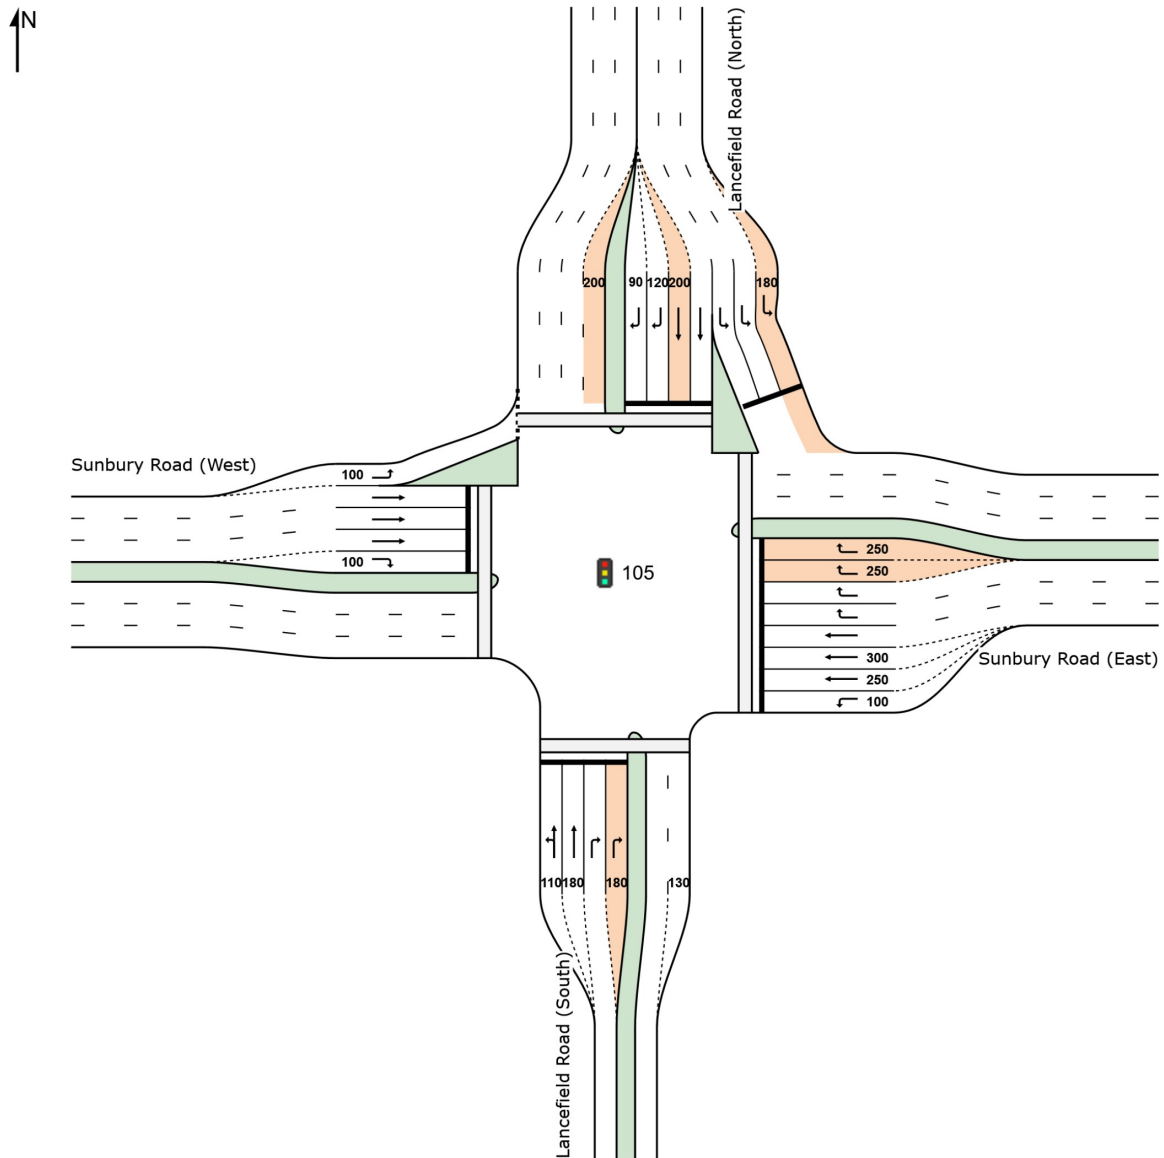 N
Lancefield Road (North)
200 90 120 200 180
Sunbury Road (West)
100
100
105
250
250
300
250
100
Sunbury Road (East)
110 180 180 130
Lancefield Road (South)